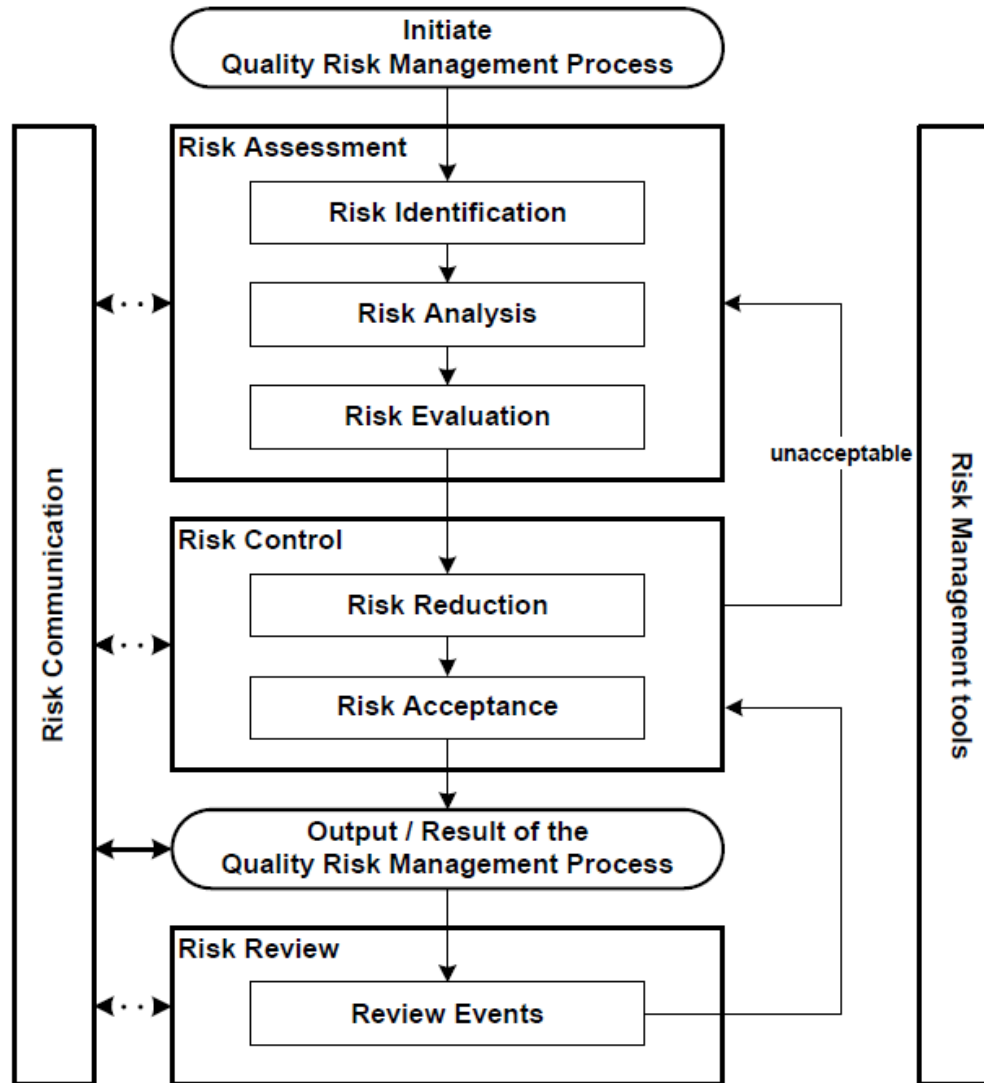 Initiate
Quality Risk Management Process
Risk Assessment
Risk Identification
Risk Analysis
Risk Evaluation
unacceptable
Risk Communication
Risk Management tools
Risk Control
Risk Reduction
Risk Acceptance
Output / Result of the
Quality Risk Management Process
Risk Review
Review Events